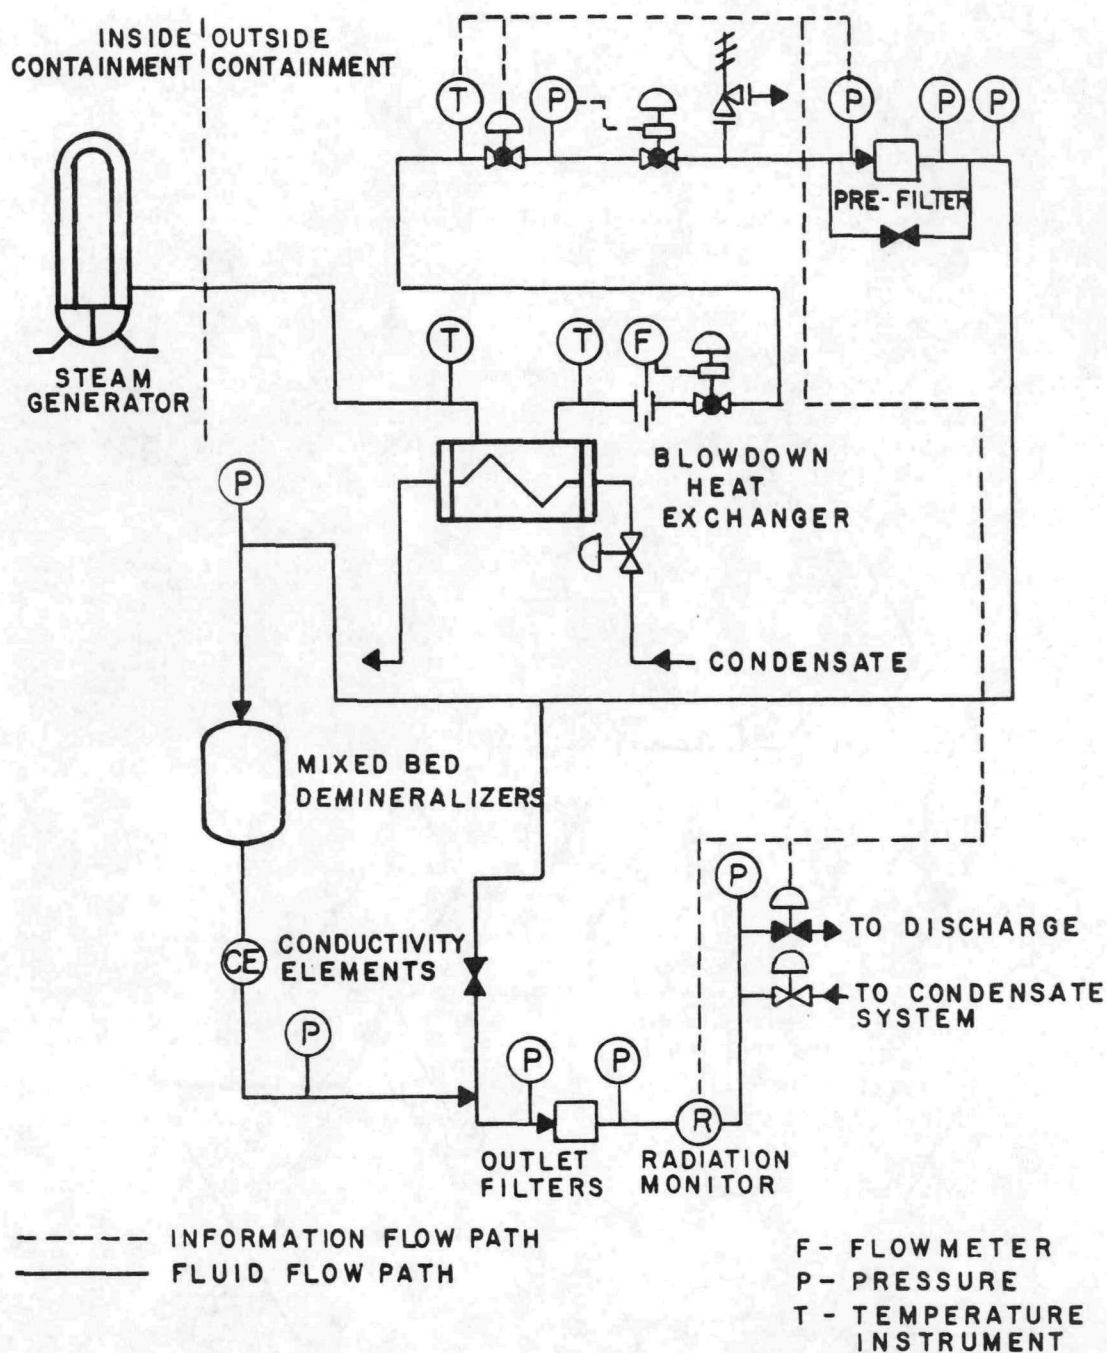 INSIDE
CONTAINMENT
OUTSIDE
CONTAINMENT
T
P
P
P
P
PRE-FILTER
STEAM
GENERATOR
T
T
F
BLOWDOWN
HEAT
EXCHANGER
P
CONDENSATE
MIXED BED
DEMINERALIZERS
P
TO DISCHARGE
CE
CONDUCTIVITY
ELEMENTS
TO CONDENSATE
SYSTEM
P
P
P
R
OUTLET
FILTERS
RADIATION
MONITOR
INFORMATION FLOW PATH
FLUID FLOW PATH
F - FLOWMETER
P - PRESSURE
T - TEMPERATURE
INSTRUMENT